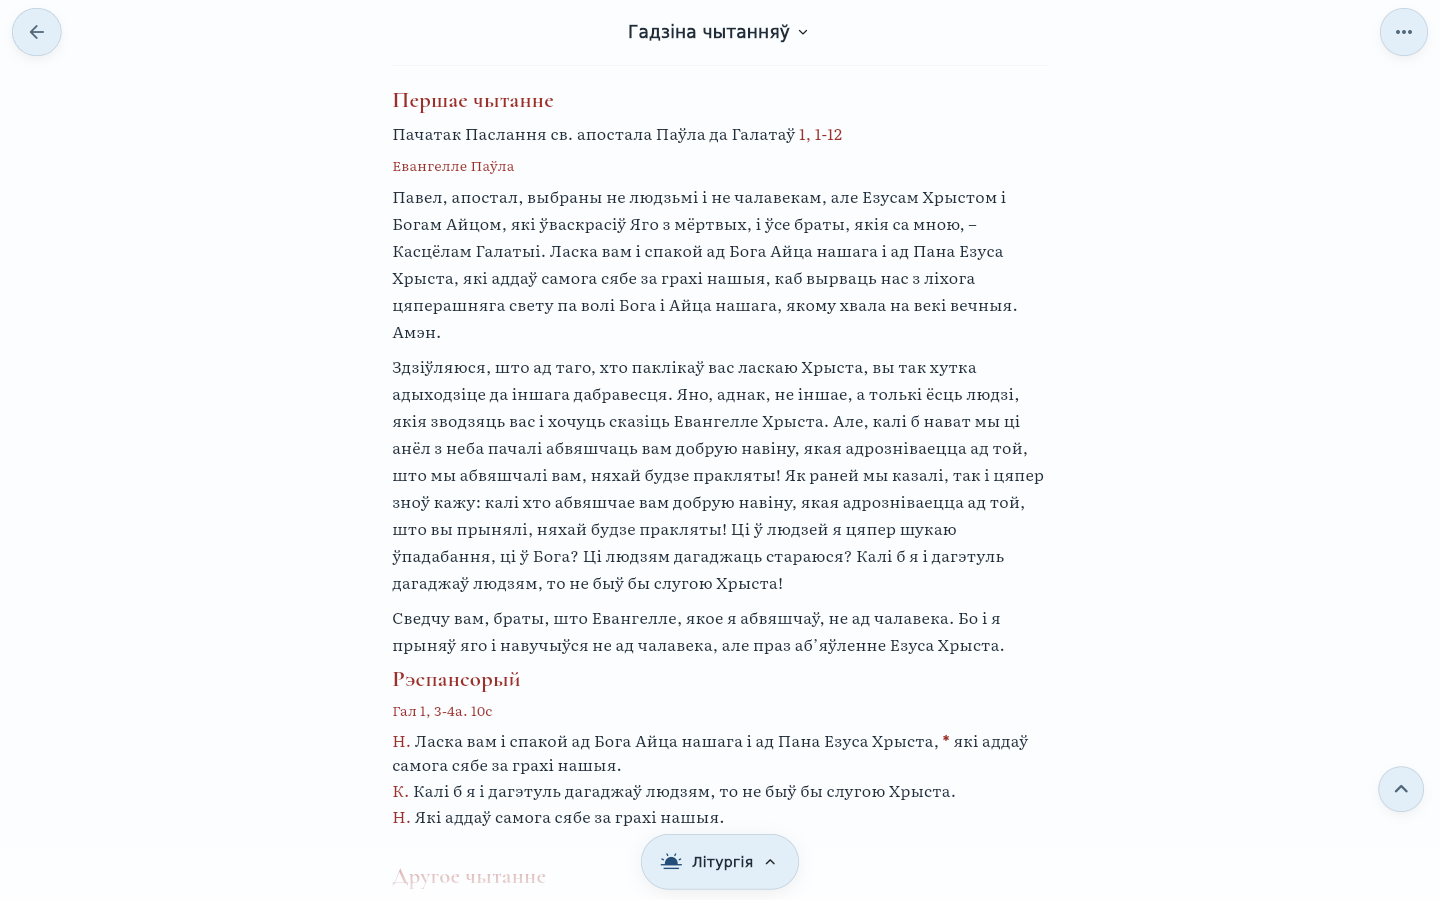 Гадзіна чытанняў
Першае чытанне
Пачатак Паслання св. апостала Паўла да Галатаў 1, 1-12
Евангелле Паўла
Павел, апостал, выбраны не людзьмі і не чалавекам, але Езусам Хрыстом і
Богам Айцом, які ўваскрасіў Яго з мёртвых, і ўсе браты, якія са мною, –
Касцёлам Галатыі. Ласка вам і спакой ад Бога Айца нашага і ад Пана Езуса
Хрыста, які аддаў самога сябе за грахі нашыя, каб вырваць нас з ліхога
цяперашняга свету па волі Бога і Айца нашага, якому хвала на векі вечныя.
Амэн.
Здзіўляюся, што ад таго, хто паклікаў вас ласкаю Хрыста, вы так хутка
адыходзіце да іншага дабравесця. Яно, аднак, не іншае, а толькі ёсць людзі,
якія зводзяць вас і хочуць сказіць Евангелле Хрыста. Але, калі б нават мы ці
анёл з неба пачалі абвяшчаць вам добрую навіну, якая адрозніваецца ад той,
што мы абвяшчалі вам, няхай будзе пракляты! Як раней мы казалі, так і цяпер
зноў кажу: калі хто абвяшчае вам добрую навіну, якая адрозніваецца ад той,
што вы прынялі, няхай будзе пракляты! Ці ў людзей я цяпер шукаю
ўпадабання, ці ў Бога? Ці людзям дагаджаць стараюся? Калі б я і дагэтуль
дагаджаў людзям, то не быў бы слугою Хрыста!
Сведчу вам, браты, што Евангелле, якое я абвяшчаў, не ад чалавека. Бо і я
прыняў яго і навучыўся не ад чалавека, але праз аб’яўленне Езуса Хрыста.
Рэспансорый
Гал 1, 3-4а. 10с
Н. Ласка вам і спакой ад Бога Айца нашага і ад Пана Езуса Хрыста, * які аддаў
самога сябе за грахі нашыя.
К. Калі б я і дагэтуль дагаджаў людзям, то не быў бы слугою Хрыста.
Н. Які аддаў самога сябе за грахі нашыя.
Літургія
Другое чытанне